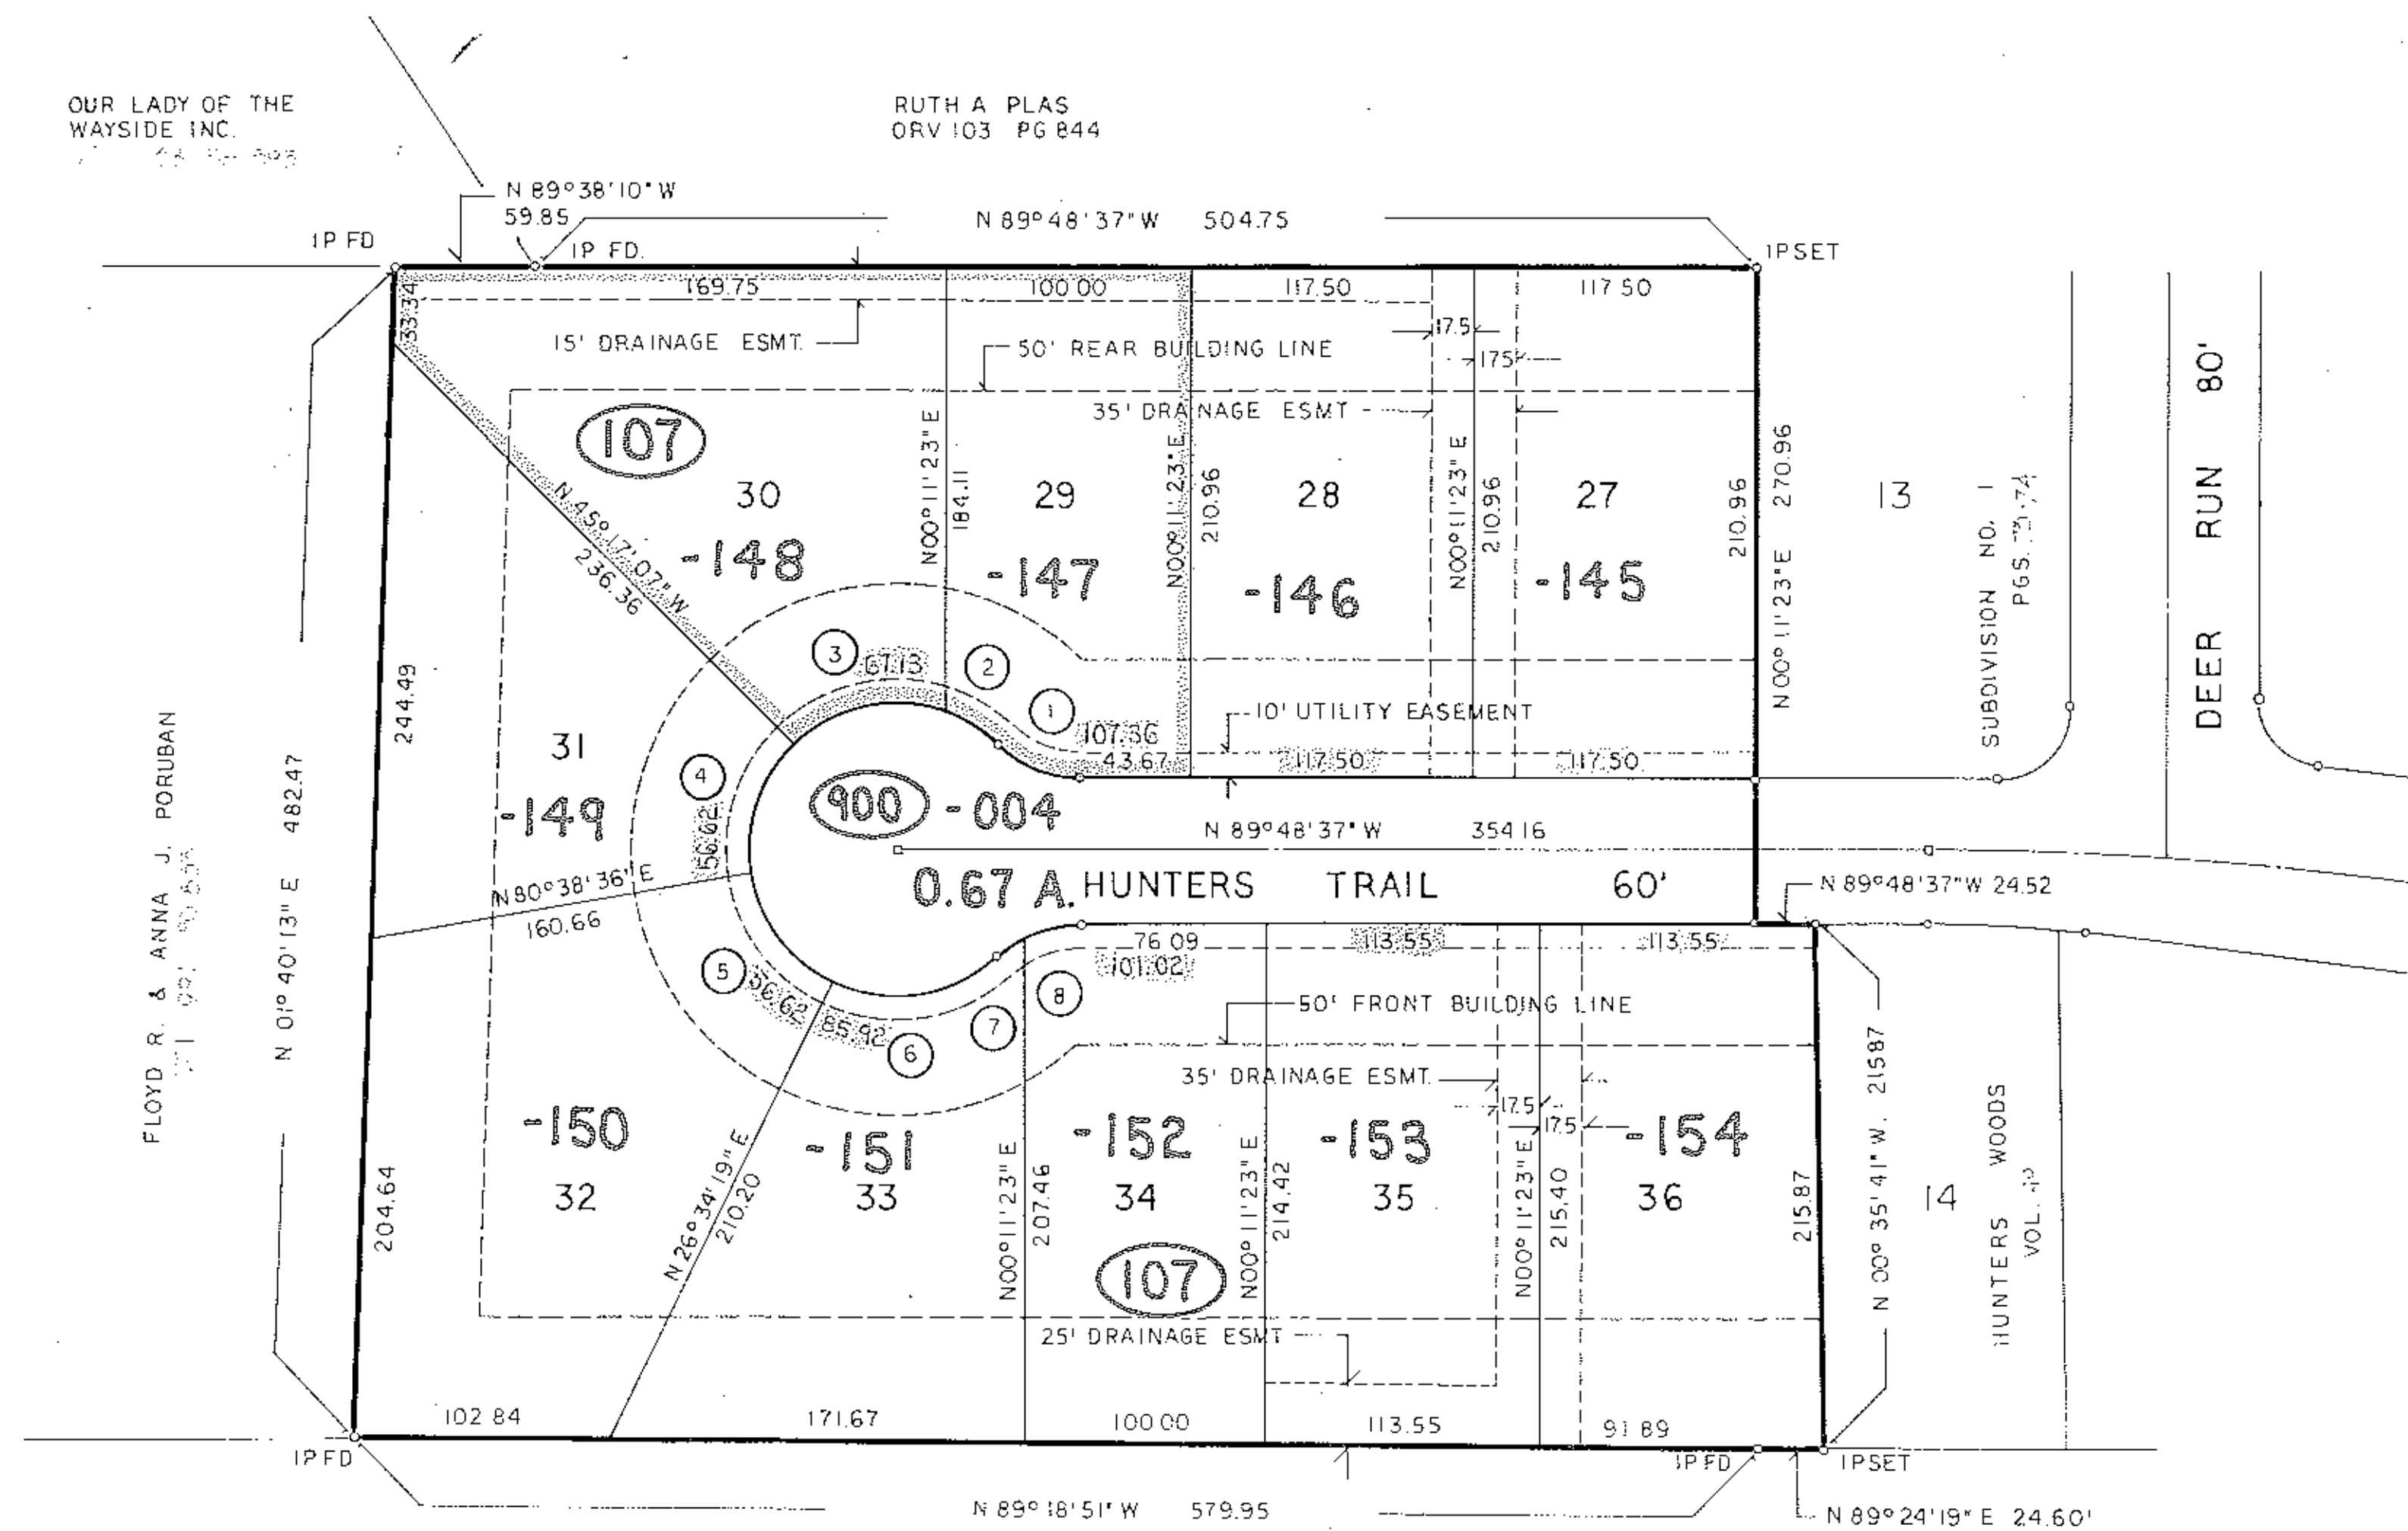 OUR LADY OF THE
WAYSIDE INC.
RUTH A PLAS
ORV 103 PG 844
N 89°38'10" W
59.85
N 89°48'37"W 504.75
IP FD
IP FD.
IPSET
33.34
169.75
100.00
117.50
117.50
15' DRAINAGE ESMT.
50' REAR BUILDING LINE
17.5
17.5
35' DRAINAGE ESMT
107
N 45°17'07" W
236.36
30
-148
N00°11'23" E
184.11
29
-147
N00°11'23" E
210.96
28
-146
N00°11'23" E
210.96
27
-145
210.96
N00°11'23"E 270.96
13
SUBDIVISION NO. 1
PGS.
DEER RUN 80'
3
67.13
2
1
107.36
43.67
10' UTILITY EASEMENT
117.50
117.50
244.49
31
-149
4
56.62
900
-004
N 89°48'37" W 354.16
0.67 A.
HUNTERS TRAIL 60'
N 89°48'37"W 24.52
FLOYD R. & ANNA J. PORUBAN
N 01° 40'13" E 482.47
N80°38'36" E
160.66
5
56.62
85.92
6
7
8
76.09
101.02
113.55
113.55
50' FRONT BUILDING LINE
35' DRAINAGE ESMT.
17.5
17.5
204.64
-150
32
N 26°34'19" E
210.20
-151
33
N00°11'23" E
207.46
-152
34
107
N00°11'23" E
214.42
-153
35
N00°11'23" E
215.40
-154
36
215.87
N 00° 35'41" W. 215.87
14
HUNTERS WOODS
VOL.
25' DRAINAGE ESMT
102.84
171.67
100.00
113.55
91.89
IP FD
IP FD
IPSET
N 89°18'51" W 579.95
N 89°24'19" E 24.60'